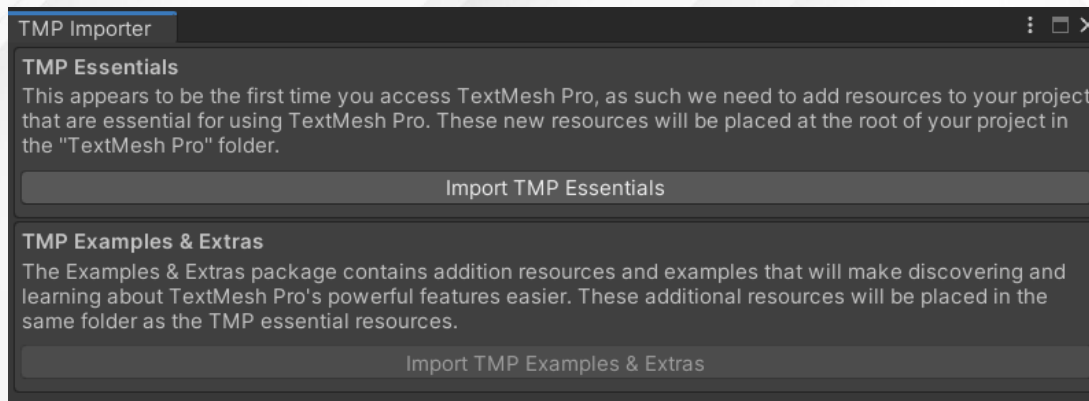 TMP Importer
TMP Essentials
This appears to be the first time you access TextMesh Pro, as such we need to add resources to your project
that are essential for using TextMesh Pro. These new resources will be placed at the root of your project in
the "TextMesh Pro" folder.
Import TMP Essentials
TMP Examples & Extras
The Examples & Extras package contains addition resources and examples that will make discovering and
learning about TextMesh Pro's powerful features easier. These additional resources will be placed in the
same folder as the TMP essential resources.
Import TMP Examples & Extras